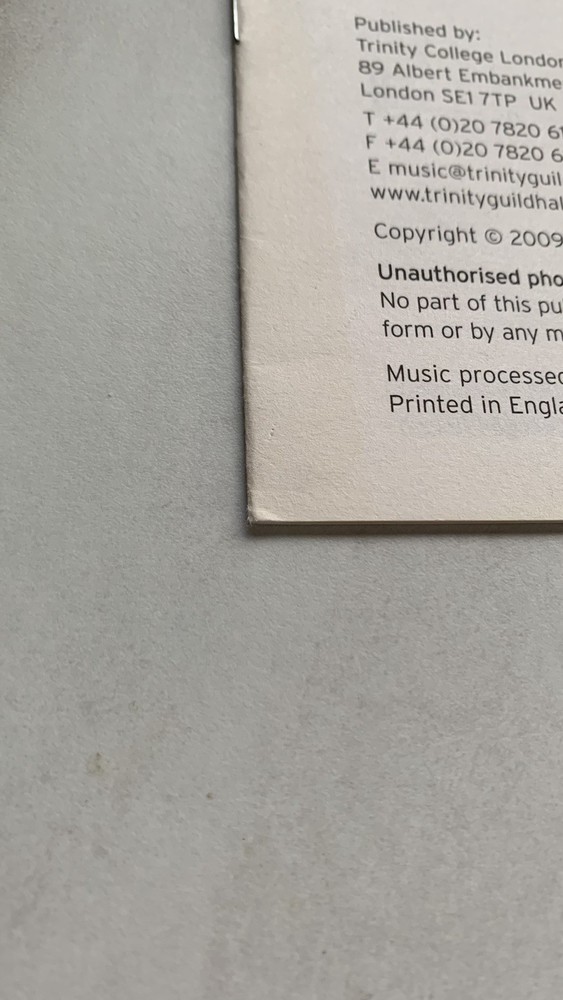 Published by:
Trinity College London
89 Albert Embankme
London SE1 7TP UK
T +44 (0)20 7820 61
F +44 (0)20 7820 6
E music@trinityguil
www.trinityguildhal
Copyright © 2009
Unauthorised pho
No part of this pu
form or by any m
Music processed
Printed in Engla